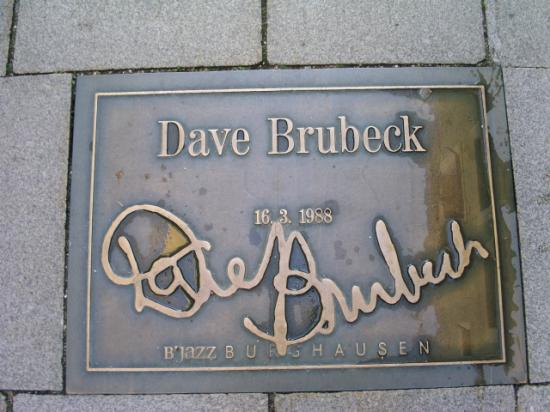 Dave Brubeck
16. 3. 1988
Dave Brubeck
B'jazz BURGHAUSEN